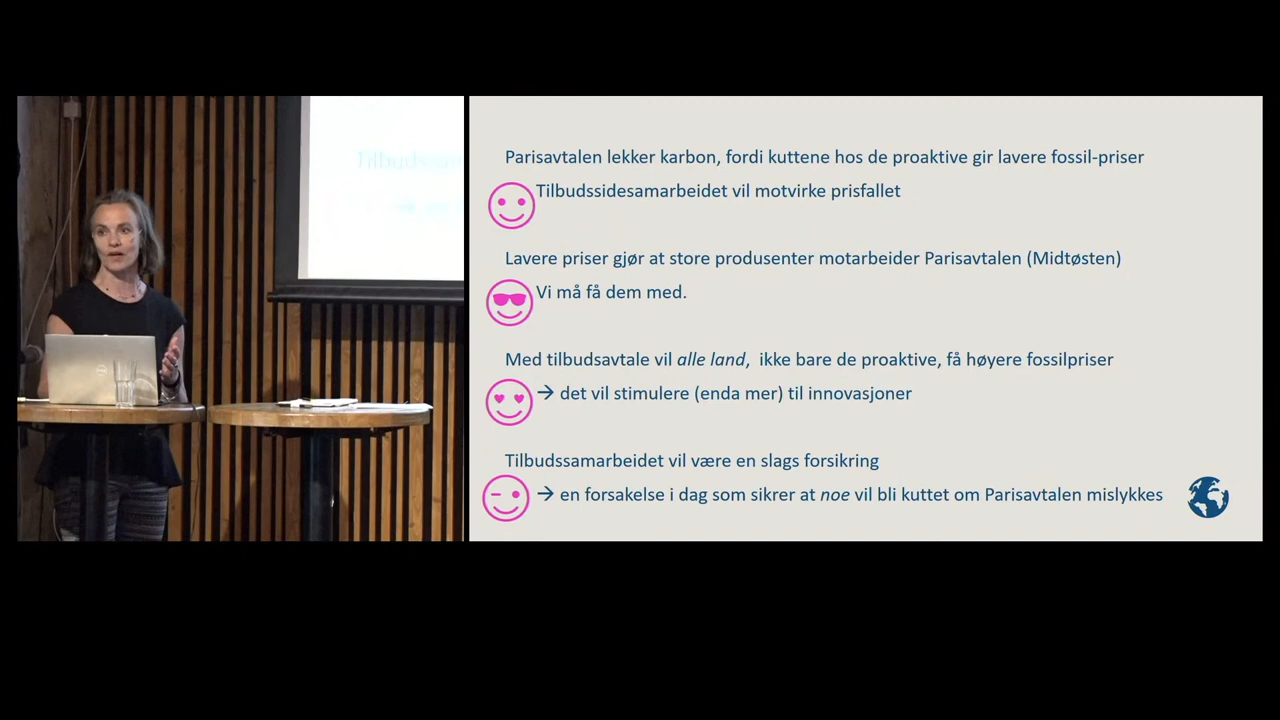 Tilbuds
Parisavtalen lekker karbon, fordi kuttene hos de proaktive gir lavere fossil-priser
Tilbudssidesamarbeidet vil motvirke prisfallet
Lavere priser gjør at store produsenter motarbeider Parisavtalen (Midtøsten)
Vi må få dem med.
Med tilbudsavtale vil alle land, ikke bare de proaktive, få høyere fossilpriser
→ det vil stimulere (enda mer) til innovasjoner
Tilbudssamarbeidet vil være en slags forsikring
→ en forsakelse i dag som sikrer at noe vil bli kuttet om Parisavtalen mislykkes